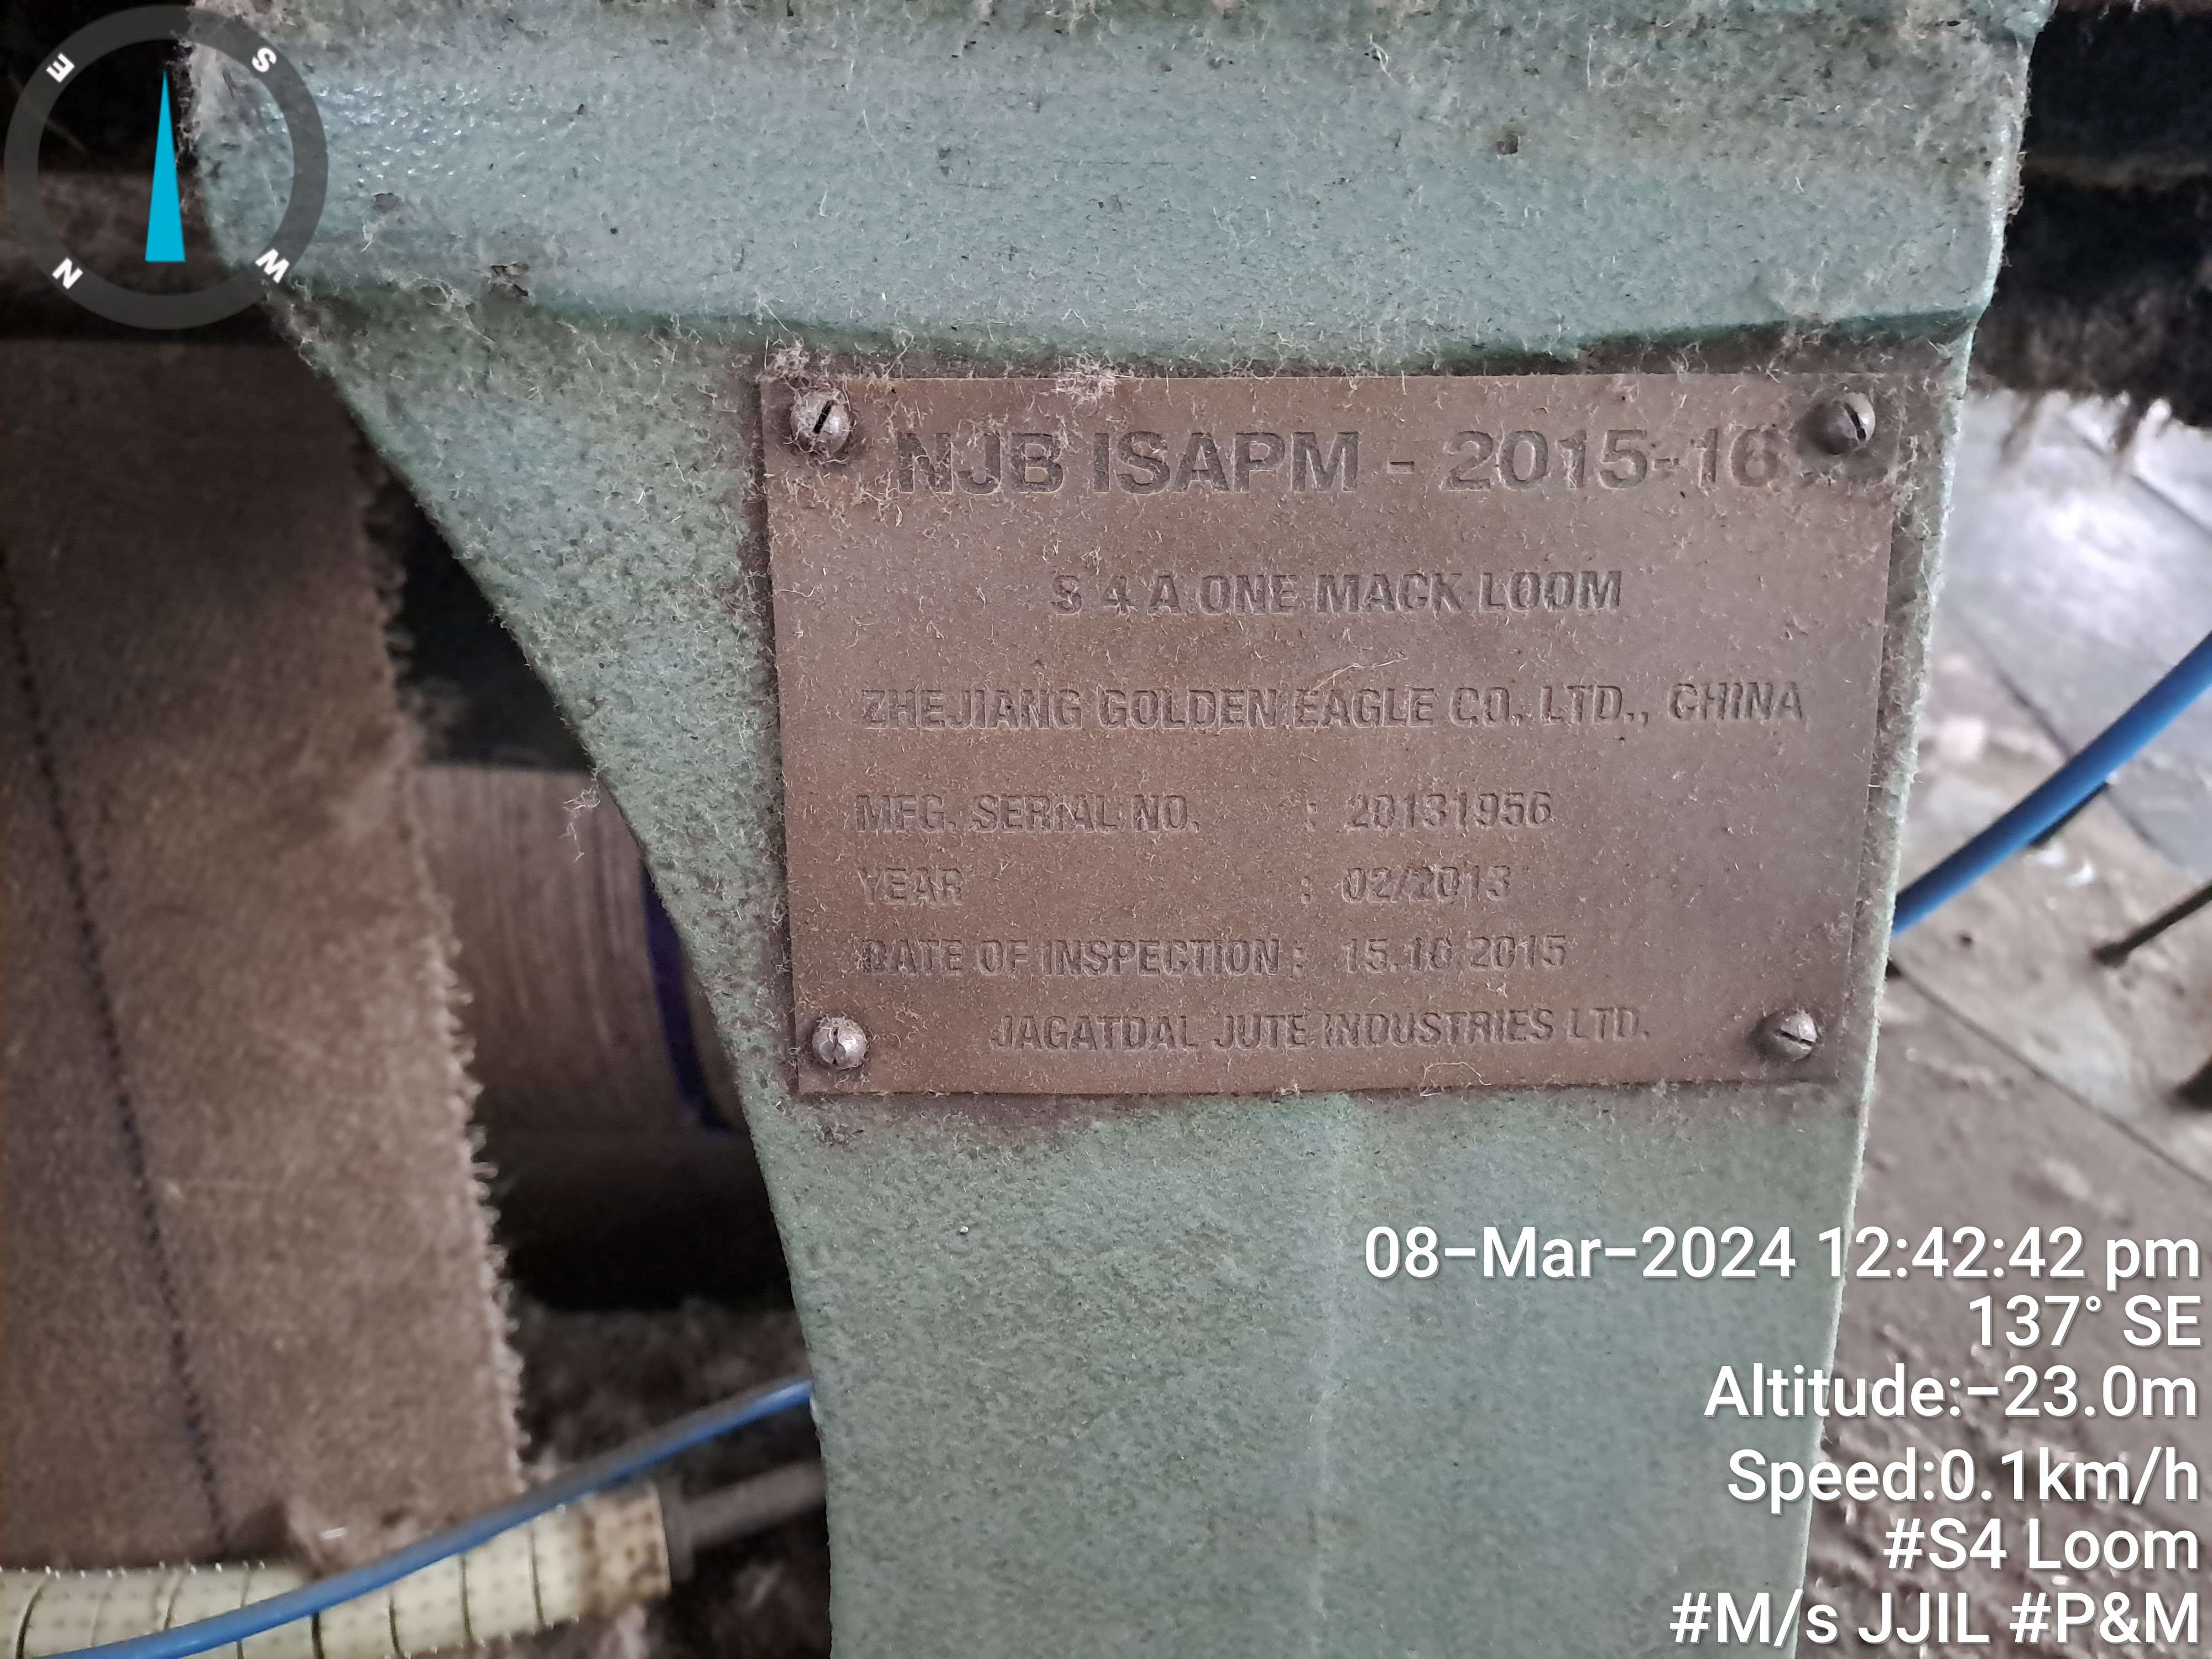 E
S
N
W
NJB ISAPM - 2015-16
S 4 A ONE MACK LOOM
ZHEJIANG GOLDEN EAGLE CO. LTD., CHINA
MFG. SERIAL NO. : 20131956
YEAR : 02/2013
DATE OF INSPECTION : 15.10.2015
JAGATDAL JUTE INDUSTRIES LTD.
08-Mar-2024 12:42:42 pm
137° SE
Altitude:-23.0m
Speed:0.1km/h
#S4 Loom
#M/s JJIL #P&M